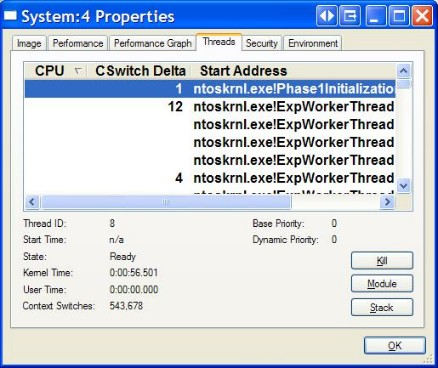 System:4 Properties
Image Performance Performance Graph Threads Security Environment
CPU CSwitch Delta Start Address
1 ntoskrnl.exe!Phase1Initializatio
12 ntoskrnl.exe!ExpWorkerThread
ntoskrnl.exe!ExpWorkerThread
ntoskrnl.exe!ExpWorkerThread
ntoskrnl.exe!ExpWorkerThread
4 ntoskrnl.exe!ExpWorkerThread
ntoskrnl.exe!ExpWorkerThread
Thread ID: 8 Base Priority: 0
Start Time: n/a Dynamic Priority: 0
State: Ready
Kernel Time: 0:00:56.501
User Time: 0:00:00.000
Context Switches: 543,678
Kill
Module
Stack
OK